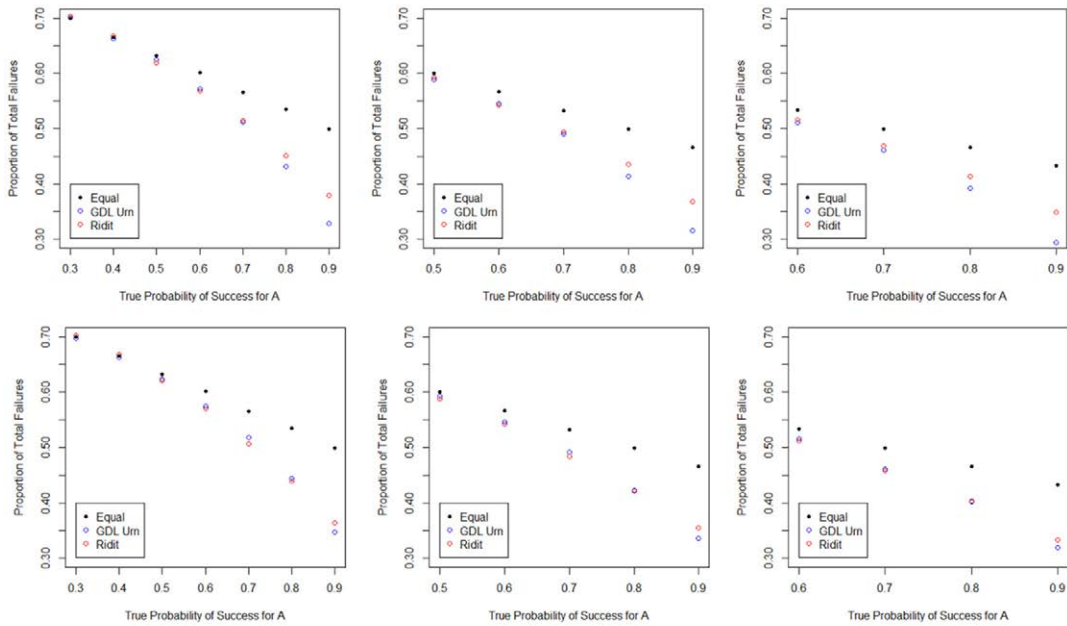 Proportion of Total Failures
0.70
0.60
0.50
0.40
0.30
Equal
GDL Urn
Ridit
0.3 0.4 0.5 0.6 0.7 0.8 0.9
True Probability of Success for A
Proportion of Total Failures
0.70
0.60
0.50
0.40
0.30
Equal
GDL Urn
Ridit
0.5 0.6 0.7 0.8 0.9
True Probability of Success for A
Proportion of Total Failures
0.70
0.60
0.50
0.40
0.30
Equal
GDL Urn
Ridit
0.6 0.7 0.8 0.9
True Probability of Success for A
Proportion of Total Failures
0.70
0.60
0.50
0.40
0.30
Equal
GDL Urn
Ridit
0.3 0.4 0.5 0.6 0.7 0.8 0.9
True Probability of Success for A
Proportion of Total Failures
0.70
0.60
0.50
0.40
0.30
Equal
GDL Urn
Ridit
0.5 0.6 0.7 0.8 0.9
True Probability of Success for A
Proportion of Total Failures
0.70
0.60
0.50
0.40
0.30
Equal
GDL Urn
Ridit
0.6 0.7 0.8 0.9
True Probability of Success for A